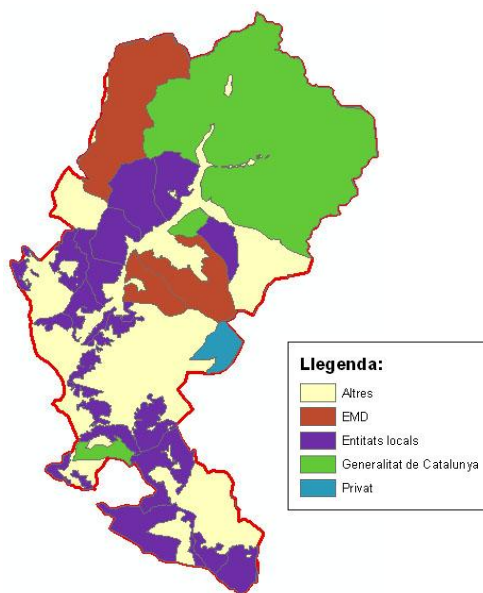 Llegenda:
Altres
EMD
Entitats locals
Generalitat de Catalunya
Privat